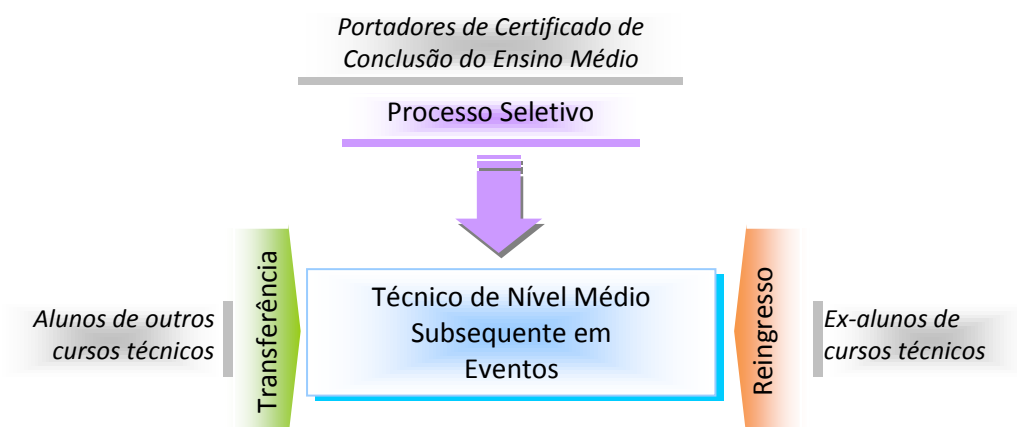 Portadores de Certificado de
Conclusão do Ensino Médio
Processo Seletivo
Alunos de outros
cursos técnicos
Transferência
Técnico de Nível Médio
Subsequente em
Eventos
Reingresso
Ex-alunos de
cursos técnicos